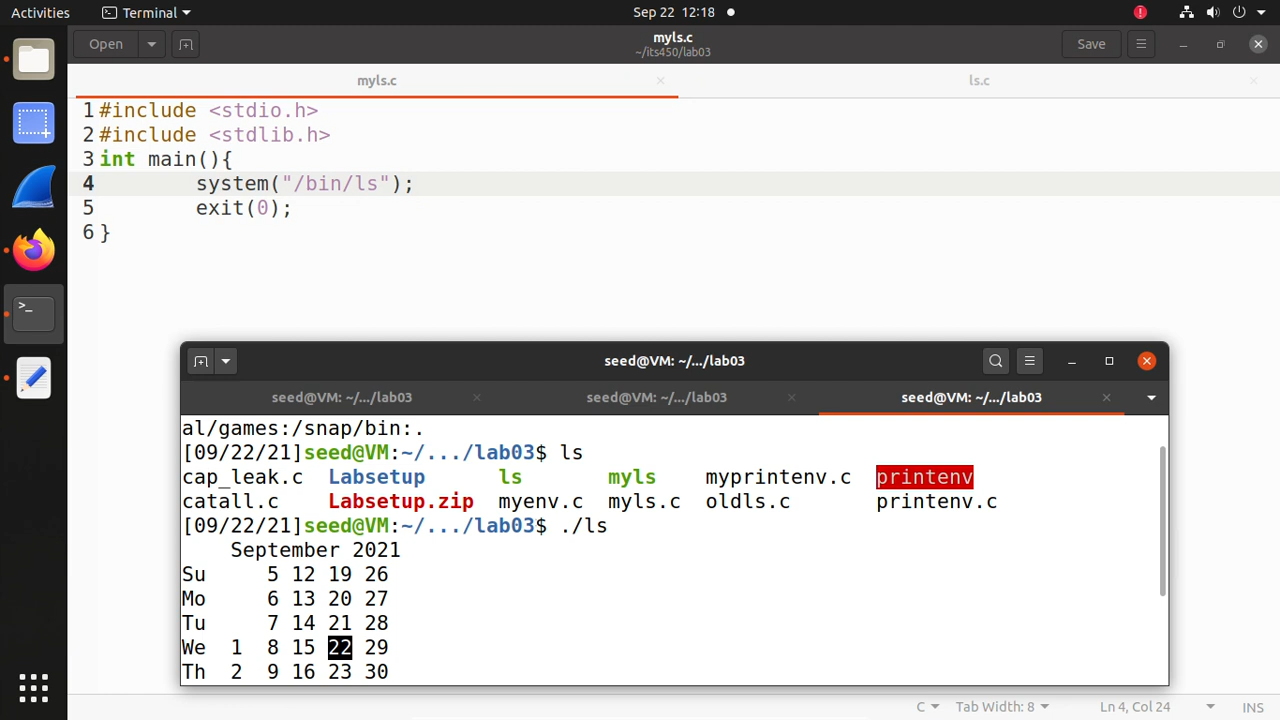 Activities Terminal Sep 22 12:18
Open myls.c Save
~/its450/lab03
myls.c ls.c
1 #include <stdio.h>
2 #include <stdlib.h>
3 int main(){
4 system("/bin/ls");
5 exit(0);
6 }
seed@VM: ~/.../lab03
seed@VM: ~/.../lab03 seed@VM: ~/.../lab03 seed@VM: ~/.../lab03
al/games:/snap/bin:.
[09/22/21]seed@VM:~/.../lab03$ ls
cap_leak.c Labsetup ls myls myprintenv.c printenv
catall.c Labsetup.zip myenv.c myls.c oldls.c printenv.c
[09/22/21]seed@VM:~/.../lab03$ ./ls
September 2021
Su 5 12 19 26
Mo 6 13 20 27
Tu 7 14 21 28
We 1 8 15 22 29
Th 2 9 16 23 30
C Tab Width: 8 Ln 4, Col 24 INS